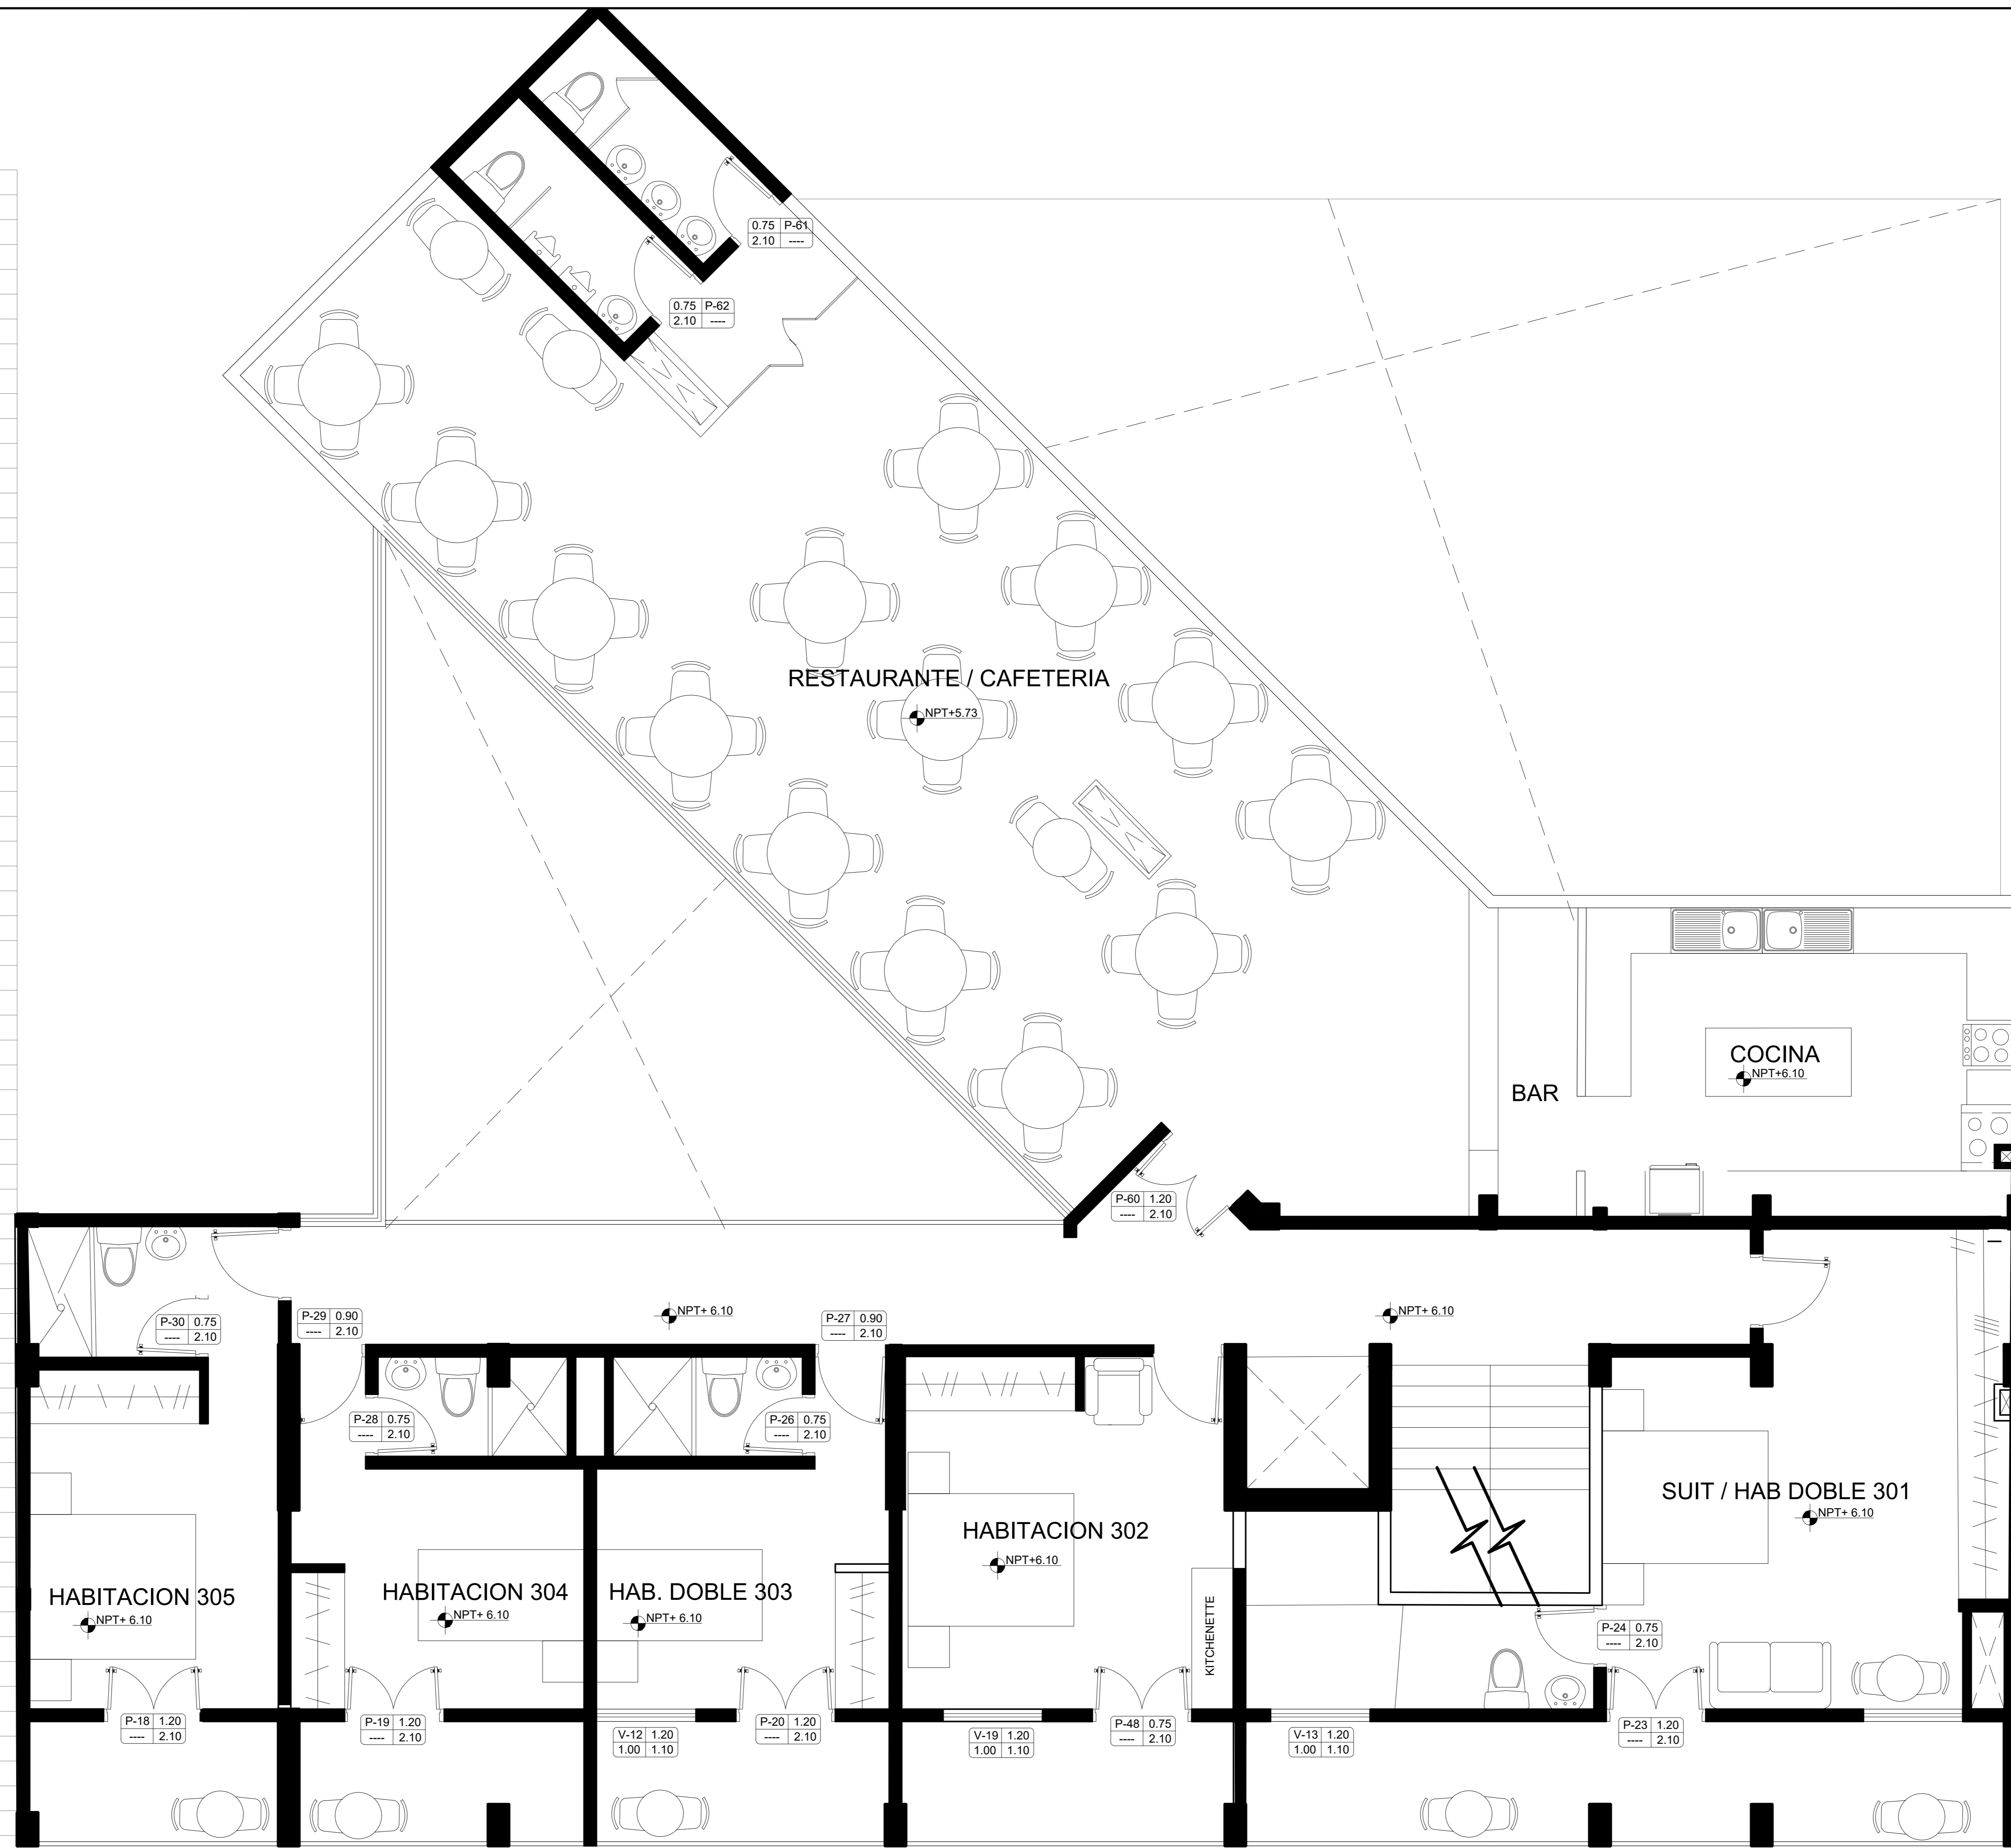 0.75 P-61
2.10 ----
0.75 P-62
2.10 ----
RESTAURANTE / CAFETERIA
NPT+5.73
COCINA
NPT+6.10
BAR
P-60 1.20
---- 2.10
P-30 0.75
---- 2.10
P-29 0.90
---- 2.10
NPT+ 6.10
P-27 0.90
---- 2.10
NPT+ 6.10
P-28 0.75
---- 2.10
P-26 0.75
---- 2.10
SUIT / HAB DOBLE 301
NPT+ 6.10
HABITACION 302
NPT+6.10
HABITACION 305
NPT+ 6.10
HABITACION 304
NPT+ 6.10
HAB. DOBLE 303
NPT+ 6.10
KITCHENETTE
P-24 0.75
---- 2.10
P-18 1.20
---- 2.10
P-19 1.20
---- 2.10
V-12 1.20
1.00 1.10
P-20 1.20
---- 2.10
V-19 1.20
1.00 1.10
P-48 0.75
---- 2.10
V-13 1.20
1.00 1.10
P-23 1.20
---- 2.10